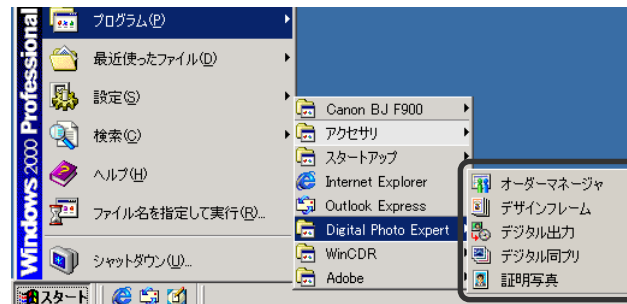 Windows 2000 Professional
プログラム(P)
最近使ったファイル(D)
設定(S)
検索(C)
ヘルプ(H)
ファイル名を指定して実行(R)...
シャットダウン(U)...
Canon BJ F900
アクセサリ
スタートアップ
Internet Explorer
Outlook Express
Digital Photo Expert
WinCDR
Adobe
オーダーマネージャ
デザインフレーム
デジタル出力
デジタル同プリ
証明写真
スタート